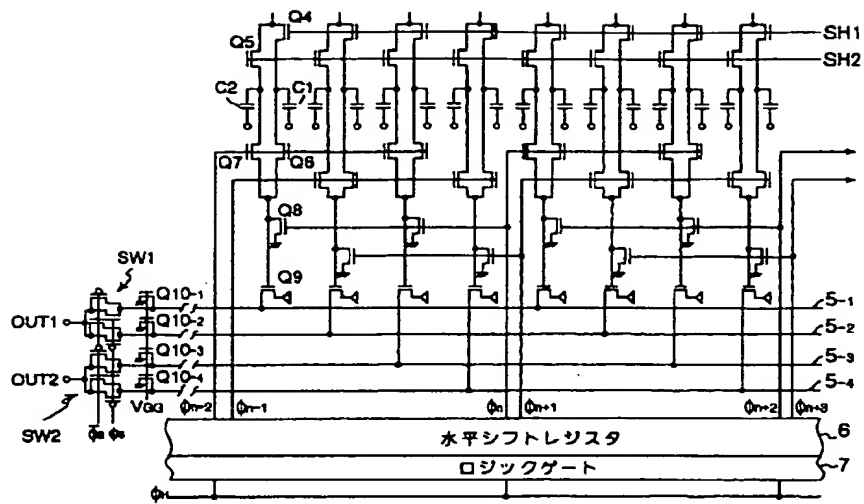 Q4
SH1
Q5
SH2
C2
C1
Q7
Q6
Q8
SW1
Q9
Q10-1
5-1
OUT1
Q10-2
5-2
Q10-3
5-3
OUT2
Q10-4
5-4
SW2
VGG
ϕn-2
ϕn-1
ϕn
ϕn+1
ϕn+2
ϕn+3
水平シフトレジスタ
6
ロジックゲート
7